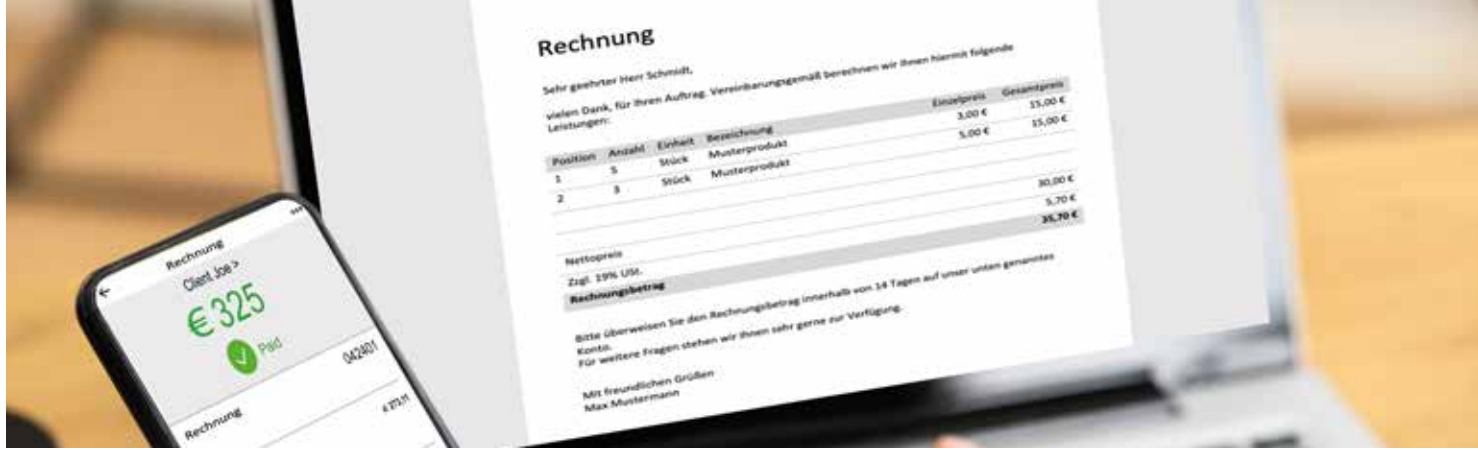 Rechnung
Sehr geehrter Herr Schmidt,
vielen Dank, für Ihren Auftrag. Vereinbarungsgemäß berechnen wir Ihnen hiermit folgende
Leistungen:
Position Anzahl Einheit Bezeichnung Einzelpreis Gesamtpreis
1 5 Stück Musterprodukt 3,00 € 15,00 €
2 3 Stück Musterprodukt 5,00 € 15,00 €
Nettopreis 30,00 €
Zzgl. 19% USt. 5,70 €
Rechnungsbetrag 35,70 €
Bitte überweisen Sie den Rechnungsbetrag innerhalb von 14 Tagen auf unser unten genanntes
Konto.
Für weitere Fragen stehen wir Ihnen sehr gerne zur Verfügung.
Mit freundlichen Grüßen
Max Mustermann
Rechnung
Client Joe >
€ 325
Paid
Rechnung 042401